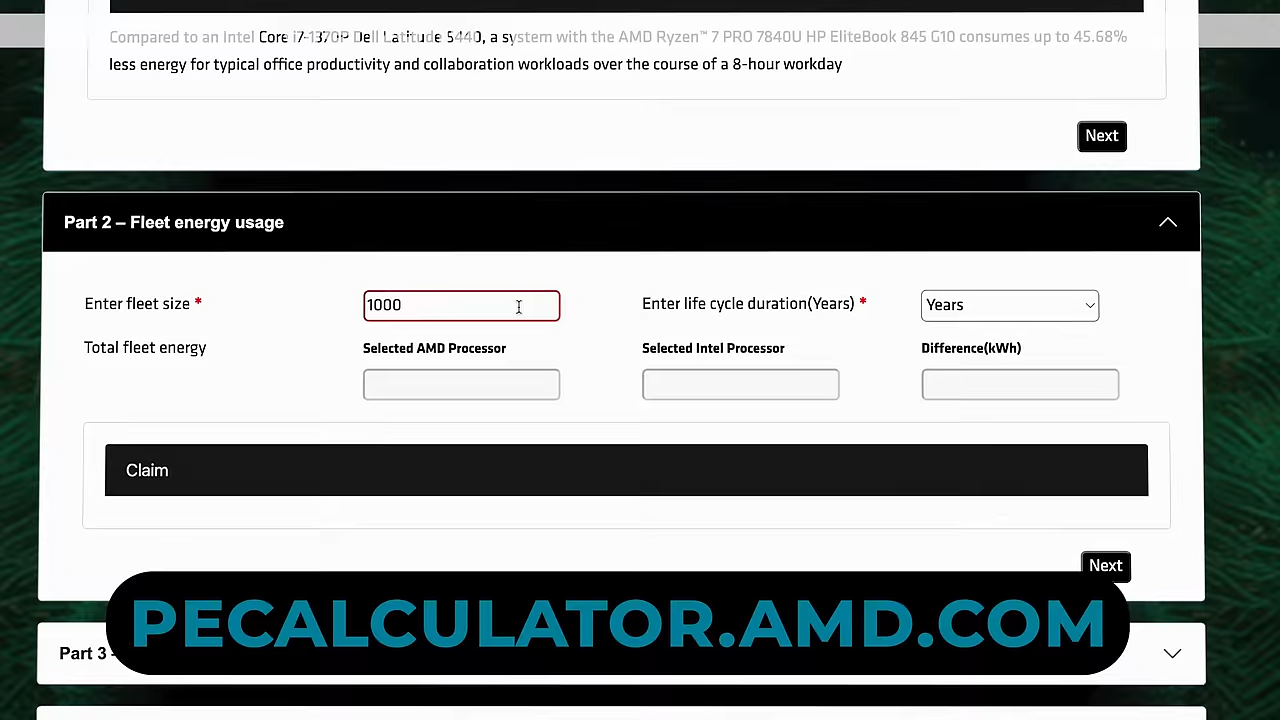 Compared to an Intel Core i7-1370P Dell Latitude 5440, a system with the AMD Ryzen™ 7 PRO 7840U HP EliteBook 845 G10 consumes up to 45.68%
less energy for typical office productivity and collaboration workloads over the course of a 8-hour workday
Next
Part 2 – Fleet energy usage
Enter fleet size * 1000 Enter life cycle duration(Years) * Years
Total fleet energy Selected AMD Processor Selected Intel Processor Difference(kWh)
Claim
Next
PECALCULATOR.AMD.COM
Part 3